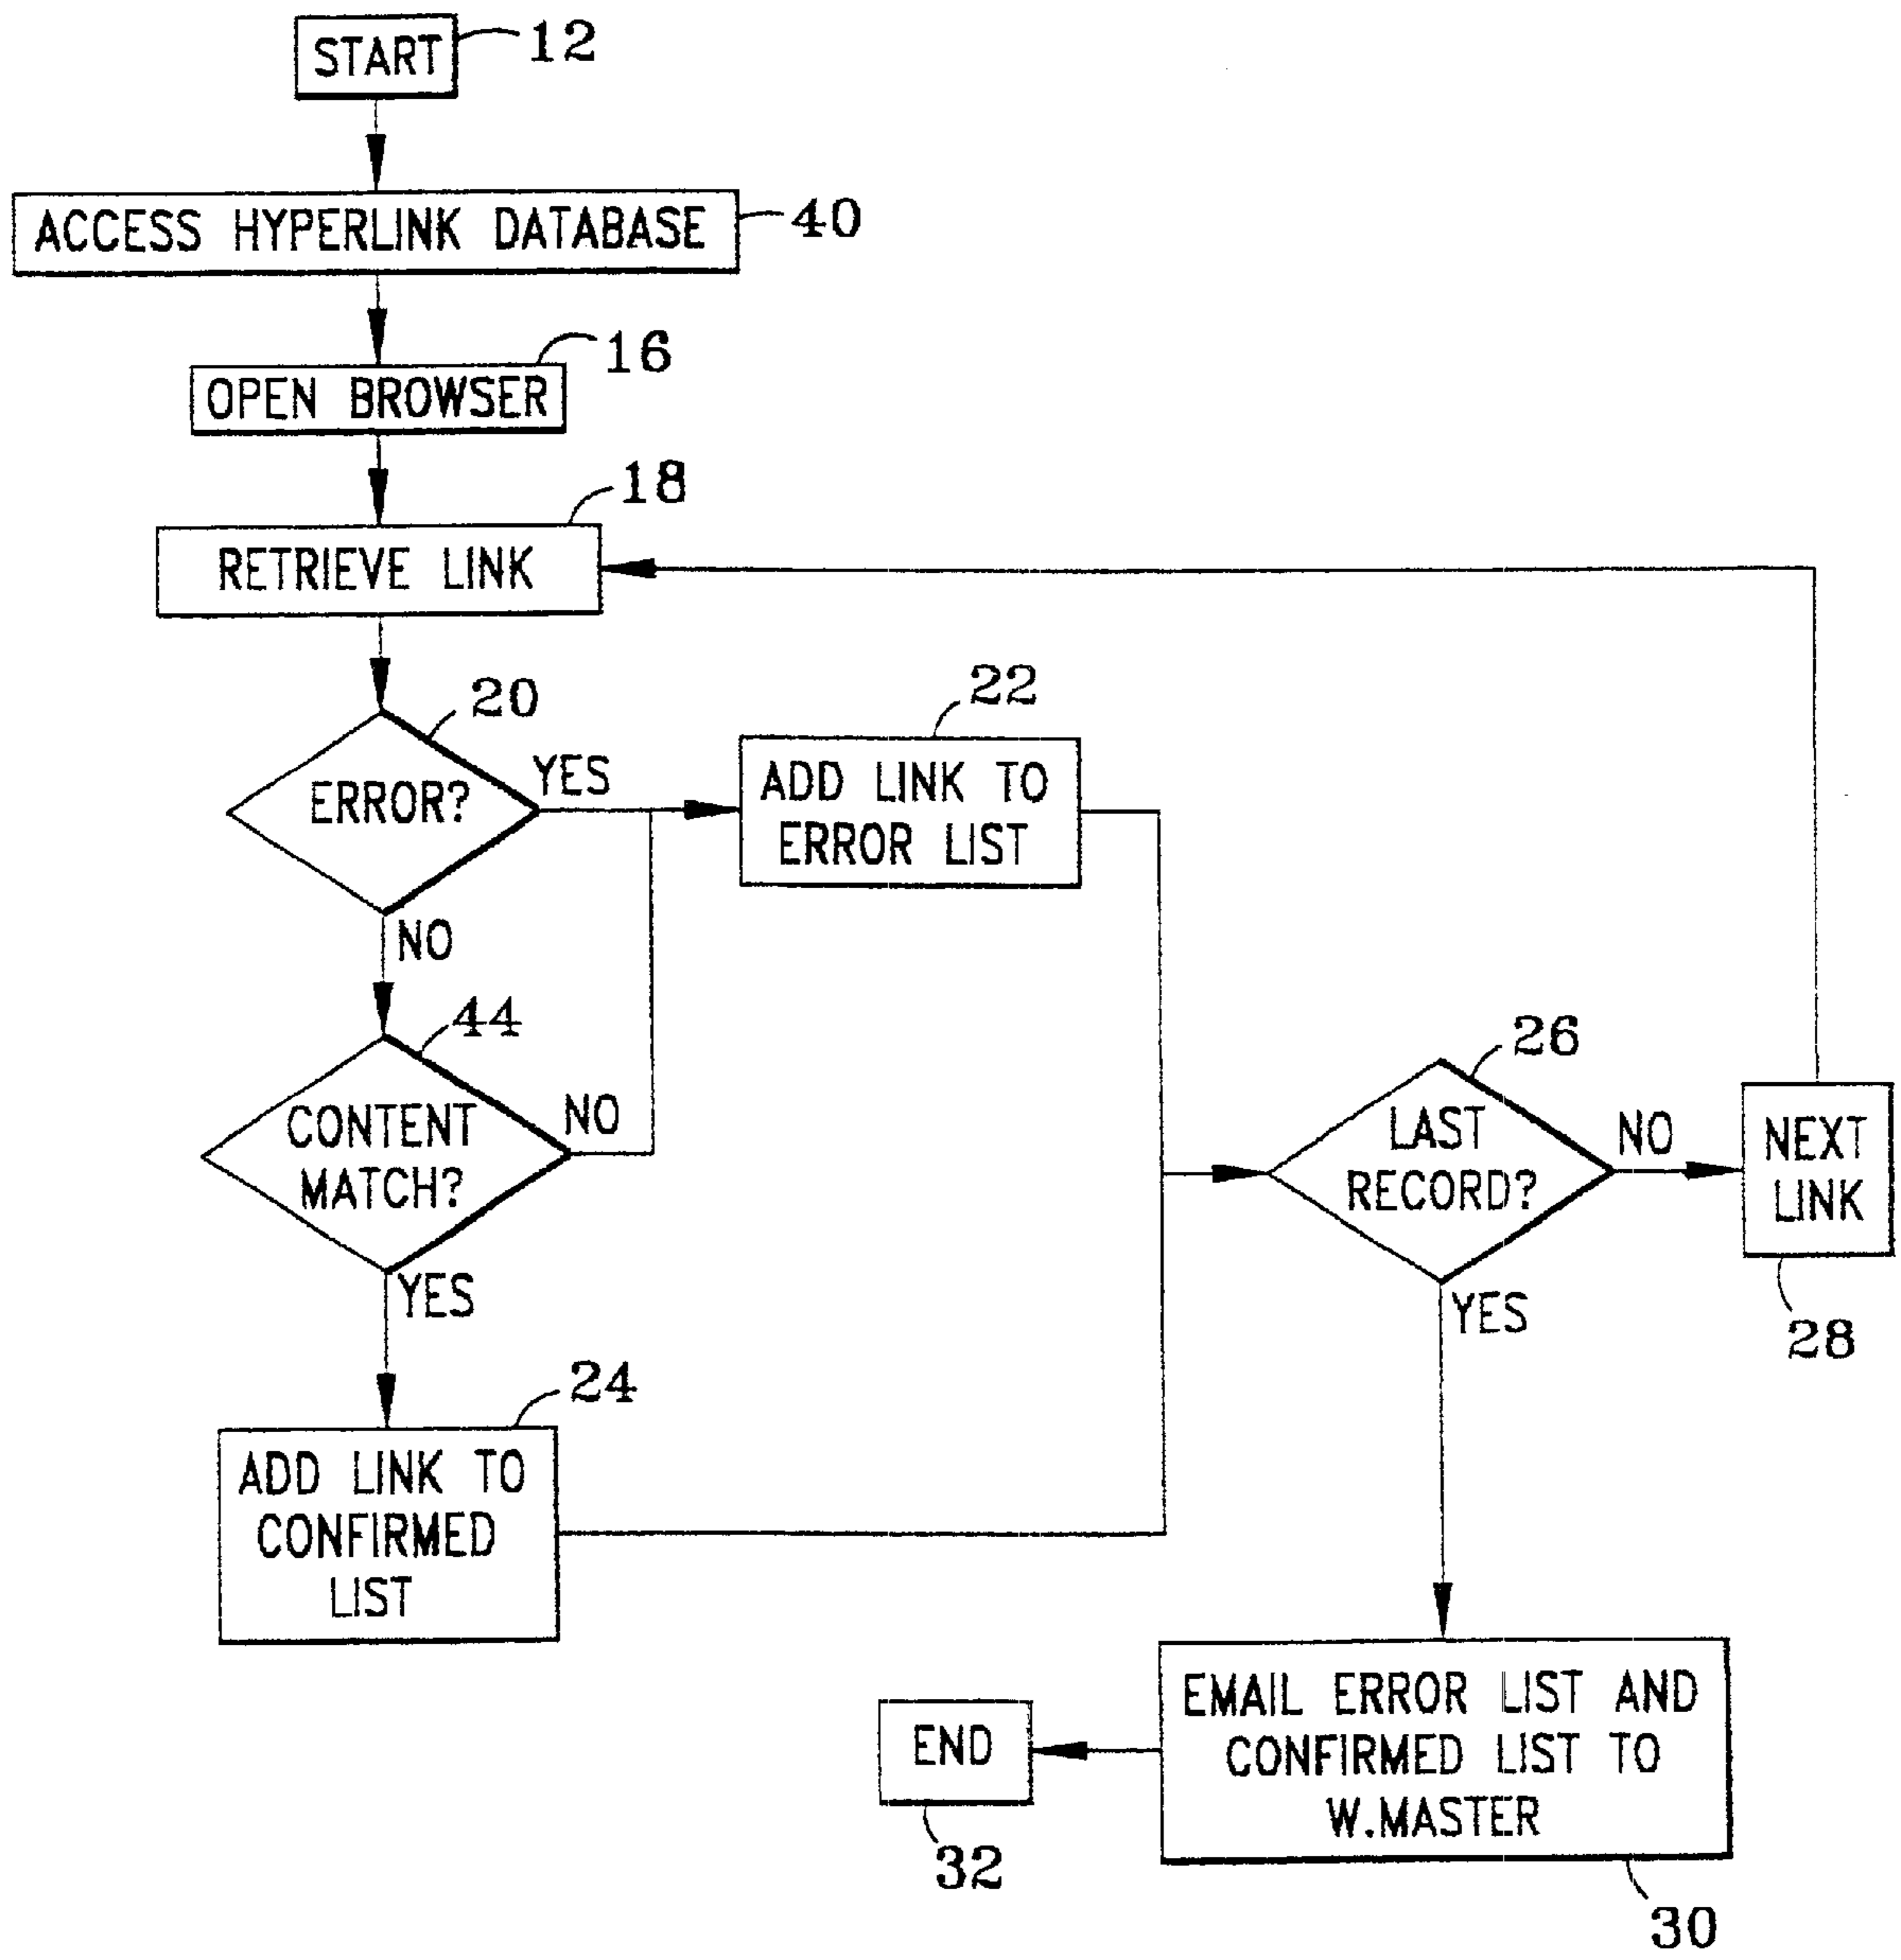 START
12
ACCESS HYPERLINK DATABASE
40
OPEN BROWSER
16
RETRIEVE LINK
18
ERROR?
20
YES
NO
ADD LINK TO
ERROR LIST
22
CONTENT
MATCH?
44
NO
YES
ADD LINK TO
CONFIRMED
LIST
24
LAST
RECORD?
26
NO
YES
NEXT
LINK
28
EMAIL ERROR LIST AND
CONFIRMED LIST TO
W.MASTER
30
END
32